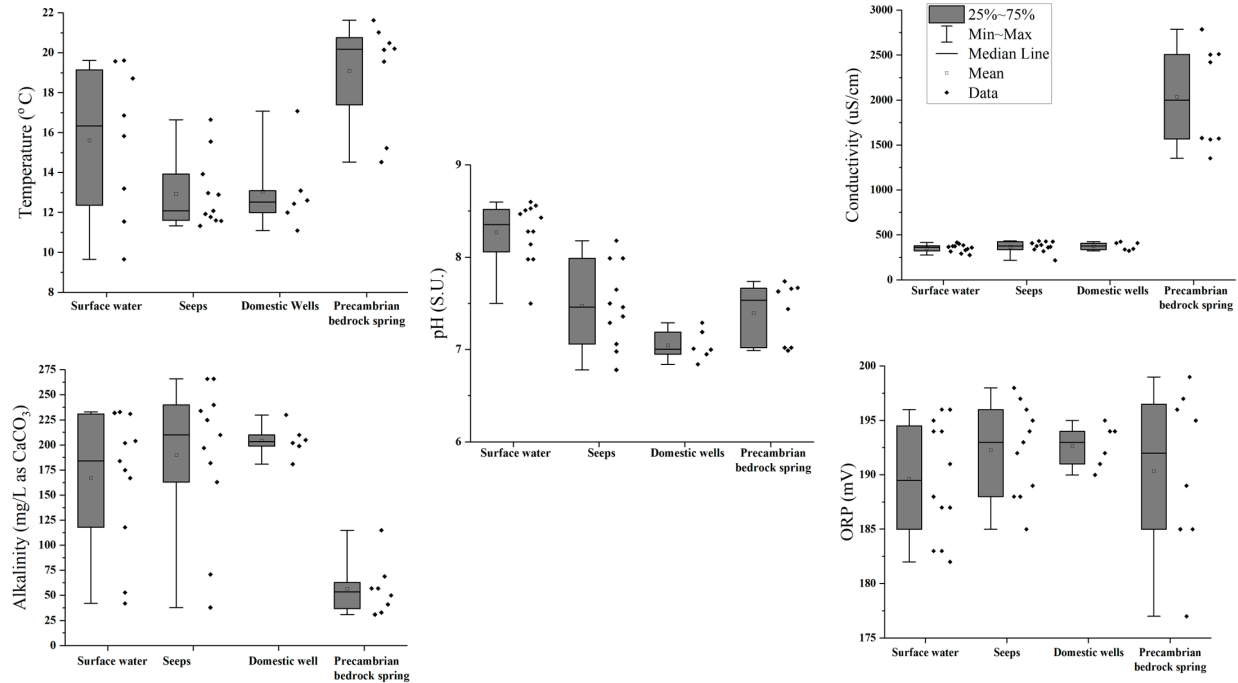 22
20
18
16
14
12
10
8
Temperature (° C)
Surface water
Seeps
Domestic Wells
Precambrian
bedrock spring
275
250
225
200
175
150
125
100
75
50
25
0
Alkalinity (mg/L as CaCO3)
Surface water
Seeps
Domestic well
Precambrian
bedrock spring
9
8
7
6
pH (S.U.)
Surface water
Seeps
Domestic wells
Precambrian
bedrock spring
3000
2500
2000
1500
1000
500
0
Conductivity (uS/cm)
25%~75%
Min~Max
Median Line
Mean
Data
Surface water
Seeps
Domestic wells
Precambrian
bedrock spring
200
195
190
185
180
175
ORP (mV)
Surface water
Seeps
Domestic wells
Precambrian
bedrock spring